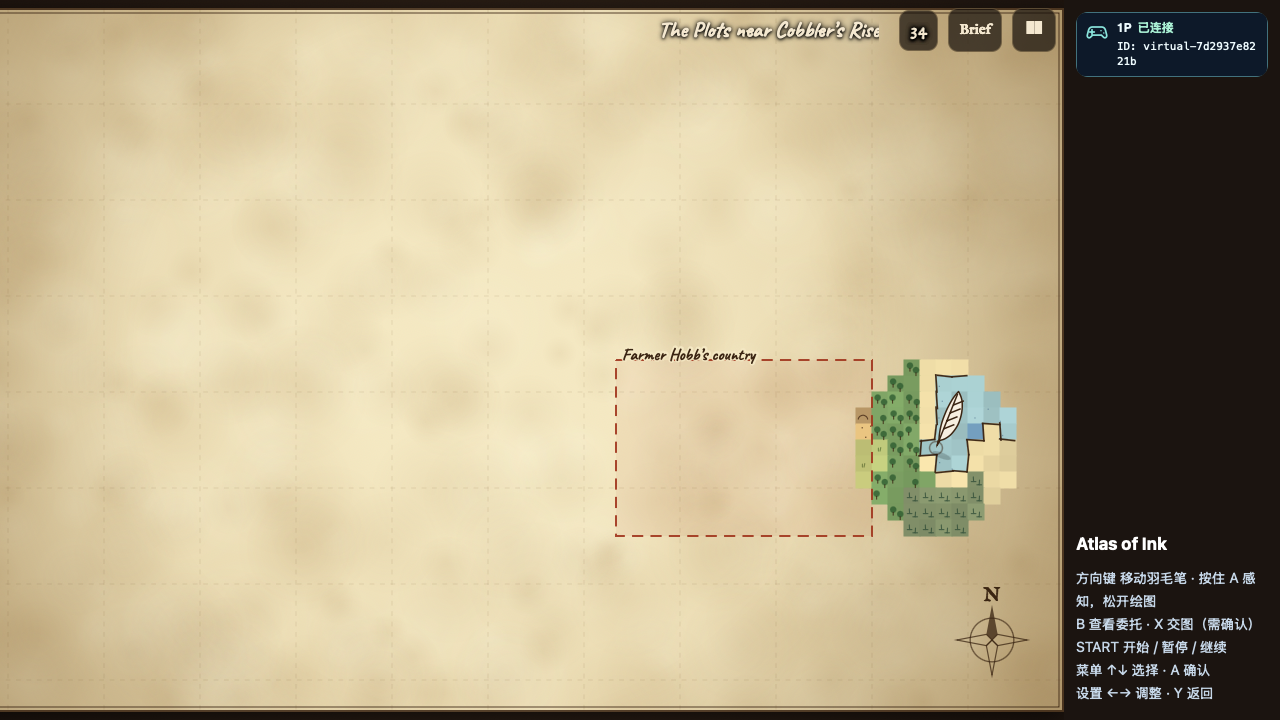 The Plots near Cobbler's Rise
34
Brief
1P 已连接
ID: virtual-7d2937e82
21b
Farmer Hobb's country
N
Atlas of Ink
方向键 移动羽毛笔 · 按住 A 感
知，松开绘图
B 查看委托 · X 交图（需确认）
START 开始 / 暂停 / 继续
菜单 ↑↓ 选择 · A 确认
设置 ←→ 调整 · Y 返回